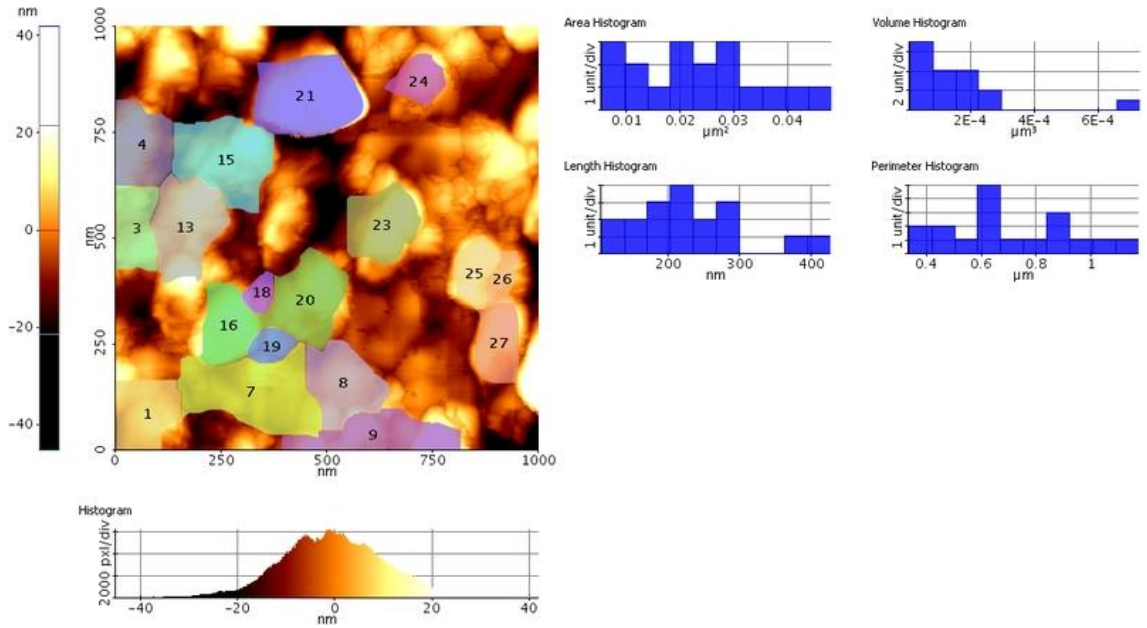 nm
40
20
0
−20
−40
1000
750
500
nm
250
0
21
24
4
15
3
13
23
25
26
18
20
16
19
27
7
8
1
9
0 250 500 750 1000
nm
Area Histogram
1 unit/div
0.01 0.02 0.03 0.04
µm²
Volume Histogram
2 unit/div
2E−4 4E−4 6E−4
µm³
Length Histogram
1 unit/div
200 300 400
nm
Perimeter Histogram
1 unit/div
0.4 0.6 0.8 1
µm
Histogram
2000 pxl/div
−40 −20 0 20 40
nm